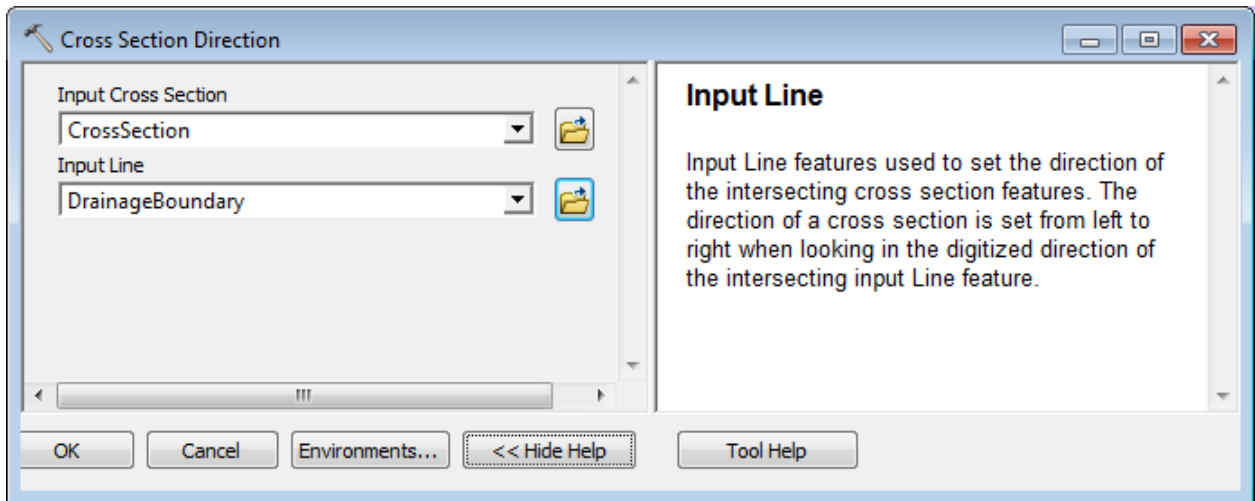 Cross Section Direction
Input Cross Section
CrossSection
Input Line
DrainageBoundary
Input Line
Input Line features used to set the direction of
the intersecting cross section features. The
direction of a cross section is set from left to
right when looking in the digitized direction of
the intersecting input Line feature.
OK
Cancel
Environments...
<< Hide Help
Tool Help